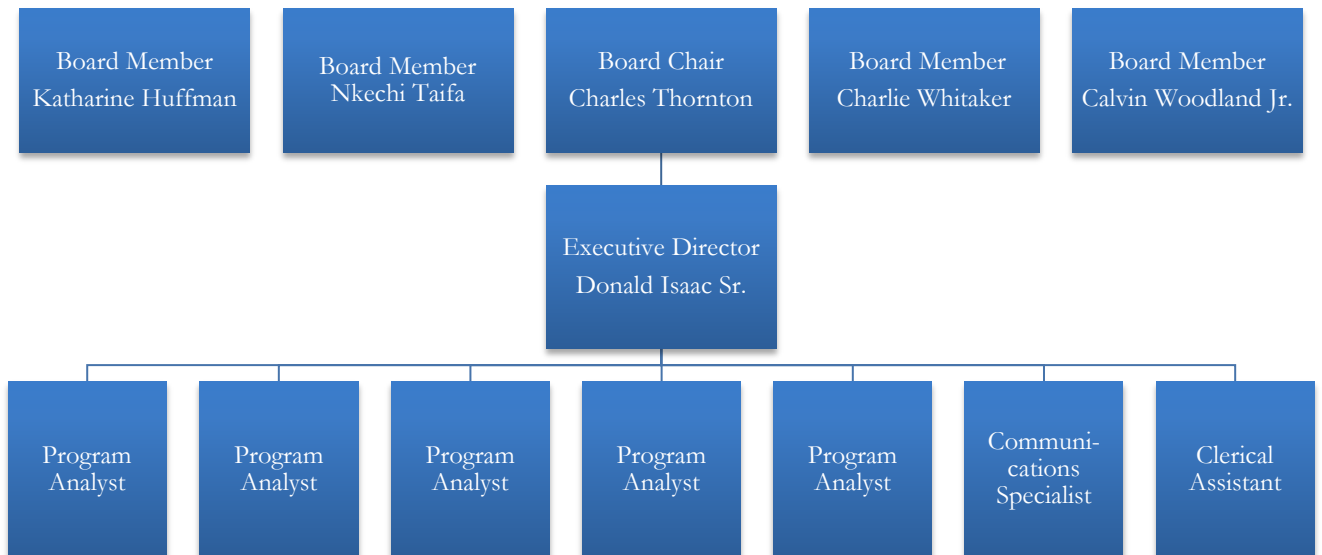 Board Member
Katharine Huffman
Board Member
Nkechi Taifa
Board Chair
Charles Thornton
Board Member
Charlie Whitaker
Board Member
Calvin Woodland Jr.
Executive Director
Donald Isaac Sr.
Program
Analyst
Program
Analyst
Program
Analyst
Program
Analyst
Program
Analyst
Communi-
cations
Specialist
Clerical
Assistant